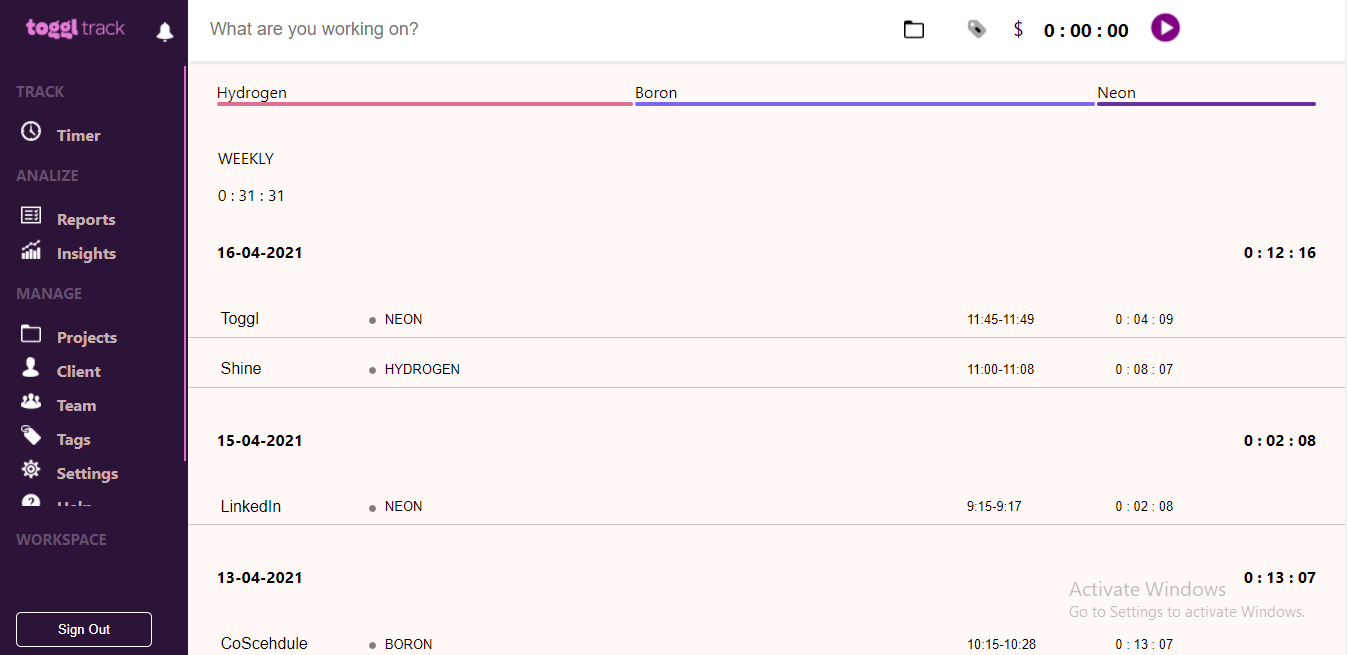 toggl track
TRACK
Timer
ANALIZE
Reports
Insights
MANAGE
Projects
Client
Team
Tags
Settings
WORKSPACE
Sign Out
What are you working on?
$ 0 : 00 : 00
Hydrogen Boron Neon
WEEKLY
0 : 31 : 31
16-04-2021 0 : 12 : 16
Toggl NEON 11:45-11:49 0 : 04 : 09
Shine HYDROGEN 11:00-11:08 0 : 08 : 07
15-04-2021 0 : 02 : 08
LinkedIn NEON 9:15-9:17 0 : 02 : 08
13-04-2021 0 : 13 : 07
CoScehdule BORON 10:15-10:28 0 : 13 : 07
Activate Windows
Go to Settings to activate Windows.